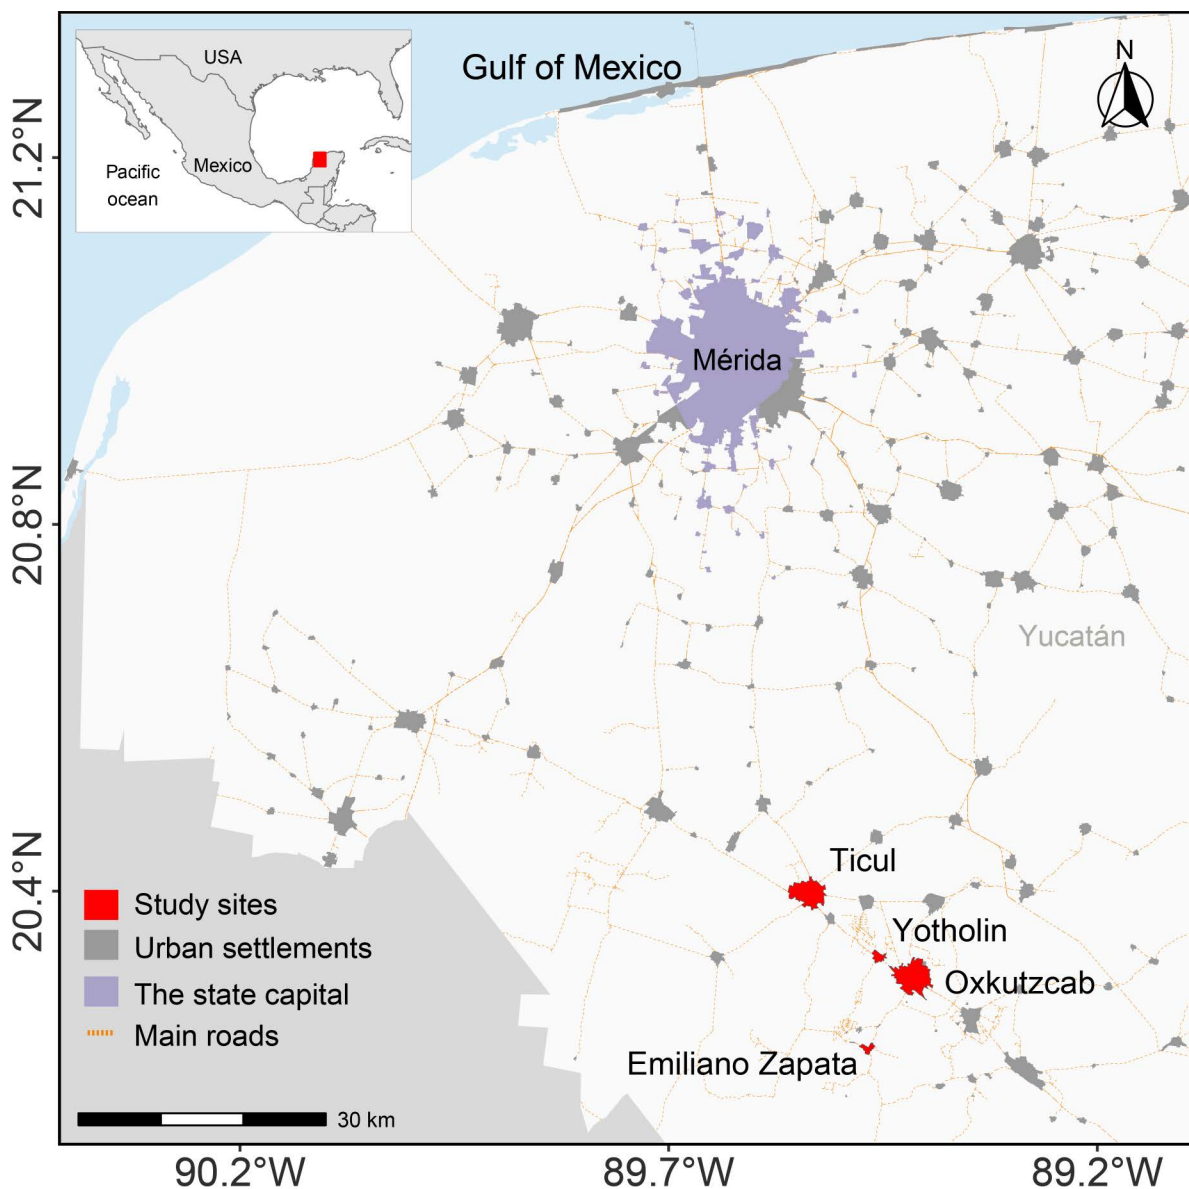 USA
Gulf of Mexico
N
Mexico
Pacific
ocean
21.2°N
Mérida
20.8°N
Yucatán
Ticul
20.4°N
Yotholin
Oxkutzcab
Emiliano Zapata
Study sites
Urban settlements
The state capital
Main roads
30 km
90.2°W
89.7°W
89.2°W